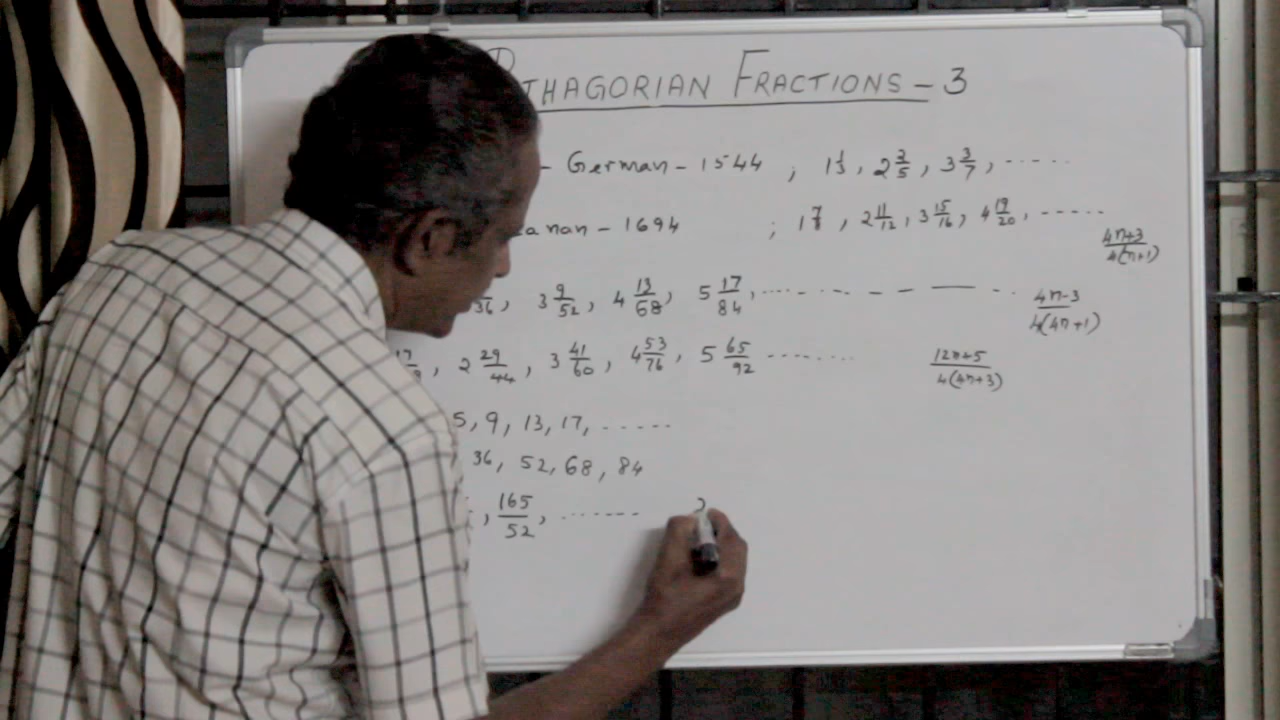 PYTHAGORIAN FRACTIONS - 3
- German - 1544 ; 1 1/3, 2 2/5, 3 3/7, ......
- 1694 ; 1 7/8, 2 11/12, 3 15/16, 4 19/20, ......
4n+3/4(n+1)
/36, 3 9/52, 4 13/68, 5 17/84, ......
4n-3/4(4n+1)
17/, 2 29/44, 3 41/60, 4 53/76, 5 65/92 ......
12n+5/4(4n+3)
5, 9, 13, 17, ......
36, 52, 68, 84
, 165/52, ......